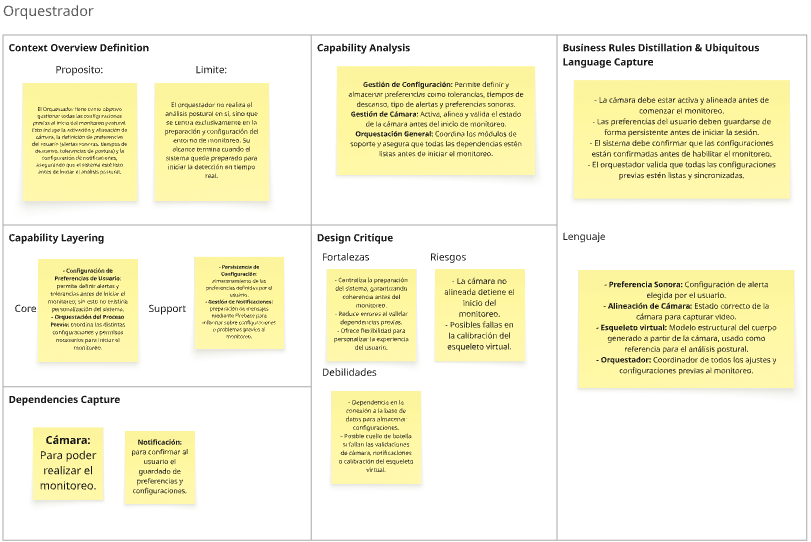 Orquestrador
Context Overview Definition
Proposito:
Limite:
El Orquestador tiene como objetivo
gestionar todas las configuraciones
previas al inicio del monitoreo postural.
Esto incluye la activación y alineación de
cámara, la definición de preferencias
del usuario (alertas sonoras, tiempos de
descanso, tolerancias de postura) y la
configuración de notificaciones,
asegurando que el sistema esté listo
antes de iniciar el análisis postural.
El orquestador no realiza el
análisis postural en sí, sino que
se centra exclusivamente en la
preparación y configuración del
entorno de monitoreo. Su
alcance termina cuando el
sistema queda preparado para
iniciar la detección en tiempo
real.
Capability Analysis
Gestión de Configuración: Permite definir y
almacenar preferencias como tolerancias, tiempos de
descanso, tipo de alertas y preferencias sonoras.
Gestión de Cámara: Activa, alinea y valida el estado
de la cámara antes del inicio de monitoreo.
Orquestación General: Coordina los módulos de
soporte y asegura que todas las dependencias estén
listas antes de iniciar el monitoreo.
Business Rules Distillation & Ubiquitous
Language Capture
- La cámara debe estar activa y alineada antes de
comenzar el monitoreo.
- Las preferencias del usuario deben guardarse de
forma persistente antes de iniciar la sesión.
- El sistema debe confirmar que las configuraciones
están confirmadas antes de habilitar el monitoreo.
- El orquestador valida que todas las configuraciones
previas estén listas y sincronizadas.
Lenguaje
- Preferencia Sonora: Configuración de alerta
elegida por el usuario.
- Alineación de Cámara: Estado correcto de la
cámara para capturar video.
- Esqueleto virtual: Modelo estructural del cuerpo
generado a partir de la cámara, usado como
referencia para el análisis postural.
- Orquestador: Coordinador de todos los ajustes y
configuraciones previas al monitoreo.
Capability Layering
Core
- Configuración de
Preferencias de Usuario:
permite definir alertas y
tolerancias antes de iniciar el
monitoreo, sin esto no existiría
personalización del sistema.
- Orquestación del Proceso
Previo: coordina las distintas
configuraciones y permisos
necesarios para iniciar el
monitoreo.
Support
- Persistencia de
Configuración:
almacenamiento de las
preferencias definidas por el
usuario.
- Gestión de Notificaciones:
preparación de mensajes
mediante Firebase para
informar sobre configuraciones
o problemas previos al
monitoreo.
Design Critique
Fortalezas
- Centraliza la preparación
del sistema, garantizando
coherencia antes del
monitoreo.
- Reduce errores al validar
dependencias previas.
- Ofrece flexibilidad para
personalizar la experiencia
del usuario.
Riesgos
- La cámara no
alineada detiene el
inicio del
monitoreo.
- Posibles fallas en
la calibración del
esqueleto virtual.
Debilidades
- Dependencia en la
conexión a la base de
datos para almacenar
configuraciones.
- Posible cuello de botella
si fallan las validaciones
de cámara, notificaciones
o calibración del esqueleto
virtual.
Dependencies Capture
Cámara:
Para poder
realizar el
monitoreo.
Notificación:
para confirmar al
usuario el
guardado de
preferencias y
configuraciones.